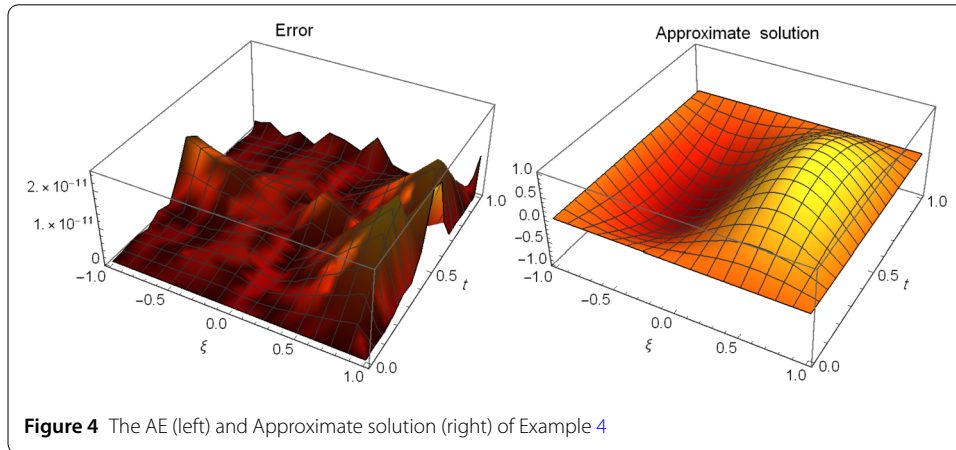 Error
2. × 10⁻¹¹
1. × 10⁻¹¹
0
−1.0
−0.5
0.0
0.5
1.0
ξ
0.0
0.5
1.0
t
Approximate solution
1.0
0.5
0.0
−0.5
−1.0
−1.0
−0.5
0.0
0.5
1.0
ξ
0.0
0.5
1.0
t
Figure 4 The AE (left) and Approximate solution (right) of Example 4